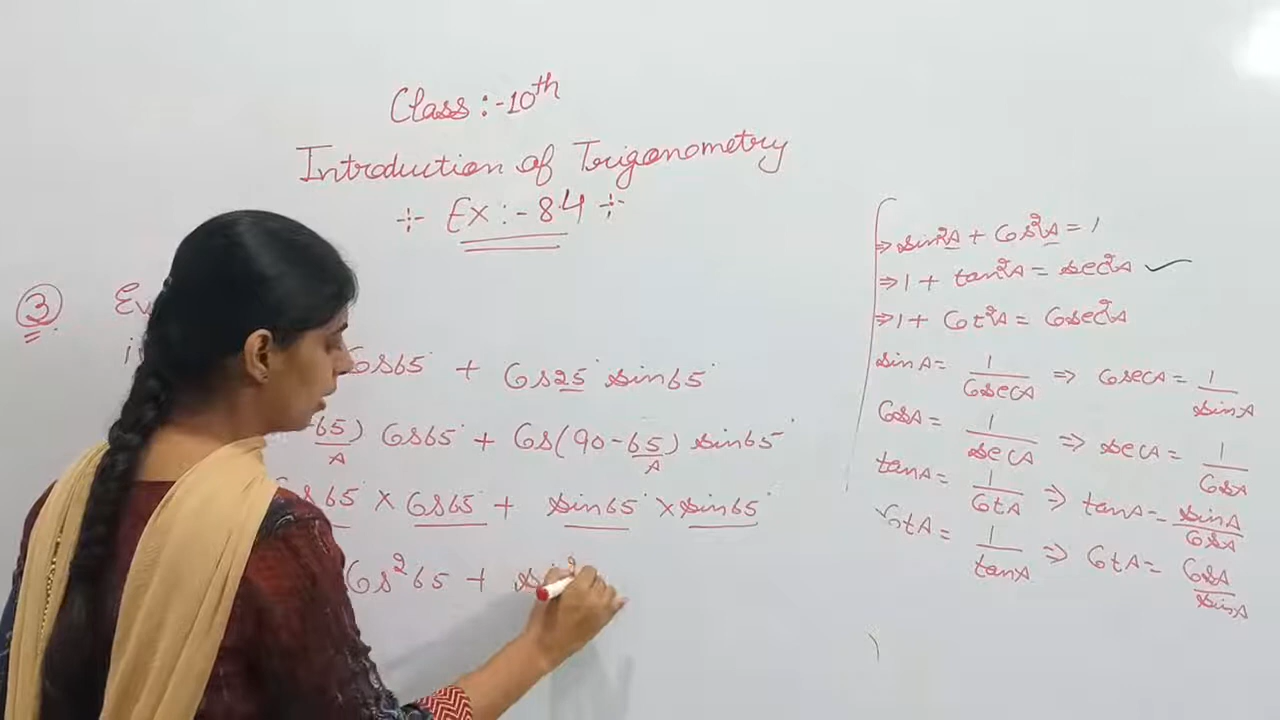 Class :- 10th
Introduction of Trigonometry
÷ Ex :- 8.4 ÷
③
cos65° + cos25° sin65°
65/A) cos65° + cos(90-65/A) sin65°
cos65° × cos65° + sin65° × sin65°
cos²65 +
⇒ sin²A + cos²A = 1
⇒ 1 + tan²A = sec²A ✓
⇒ 1 + cot²A = cosec²A
sinA = 1/cosecA ⇒ cosecA = 1/sinA
cosA = 1/secA ⇒ secA = 1/cosA
tanA = 1/cotA ⇒ tanA = sinA/cosA
cotA = 1/tanA ⇒ cotA = cosA/sinA